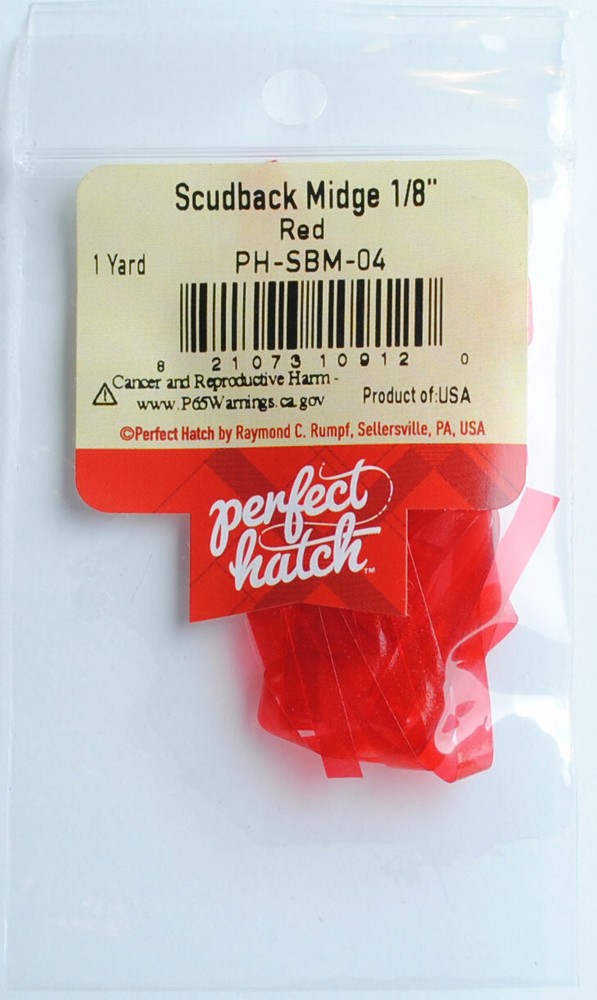 Scudback Midge 1/8"
Red
1 Yard PH-SBM-04
8 21073 10912 0
Cancer and Reproductive Harm -
www.P65Warnings.ca.gov Product of:USA
©Perfect Hatch by Raymond C. Rumpf, Sellersville, PA, USA
perfect
hatch™